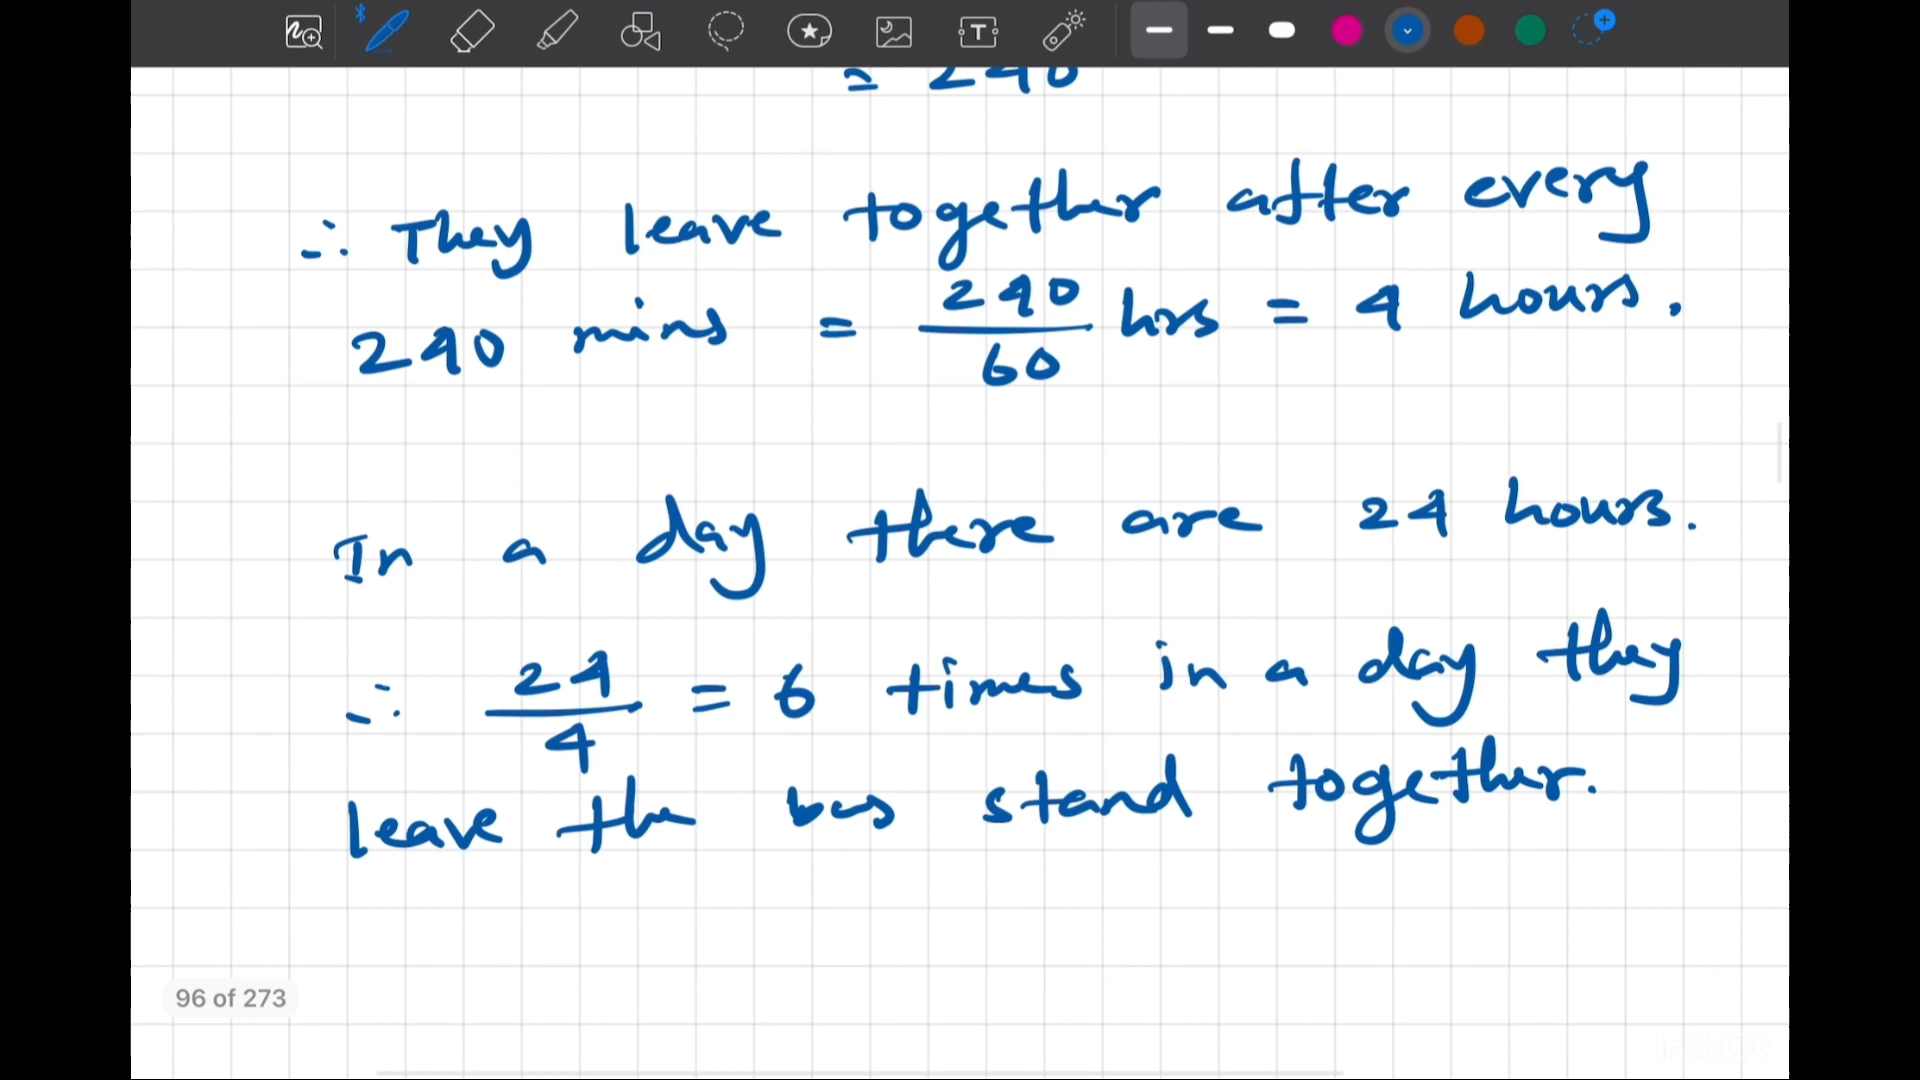 T
= 240
∴ They leave together after every
240 mins = 240/60 hrs = 4 hours.
In a day there are 24 hours.
∴ 24/4 = 6 times in a day they
leave the bus stand together.
96 of 273